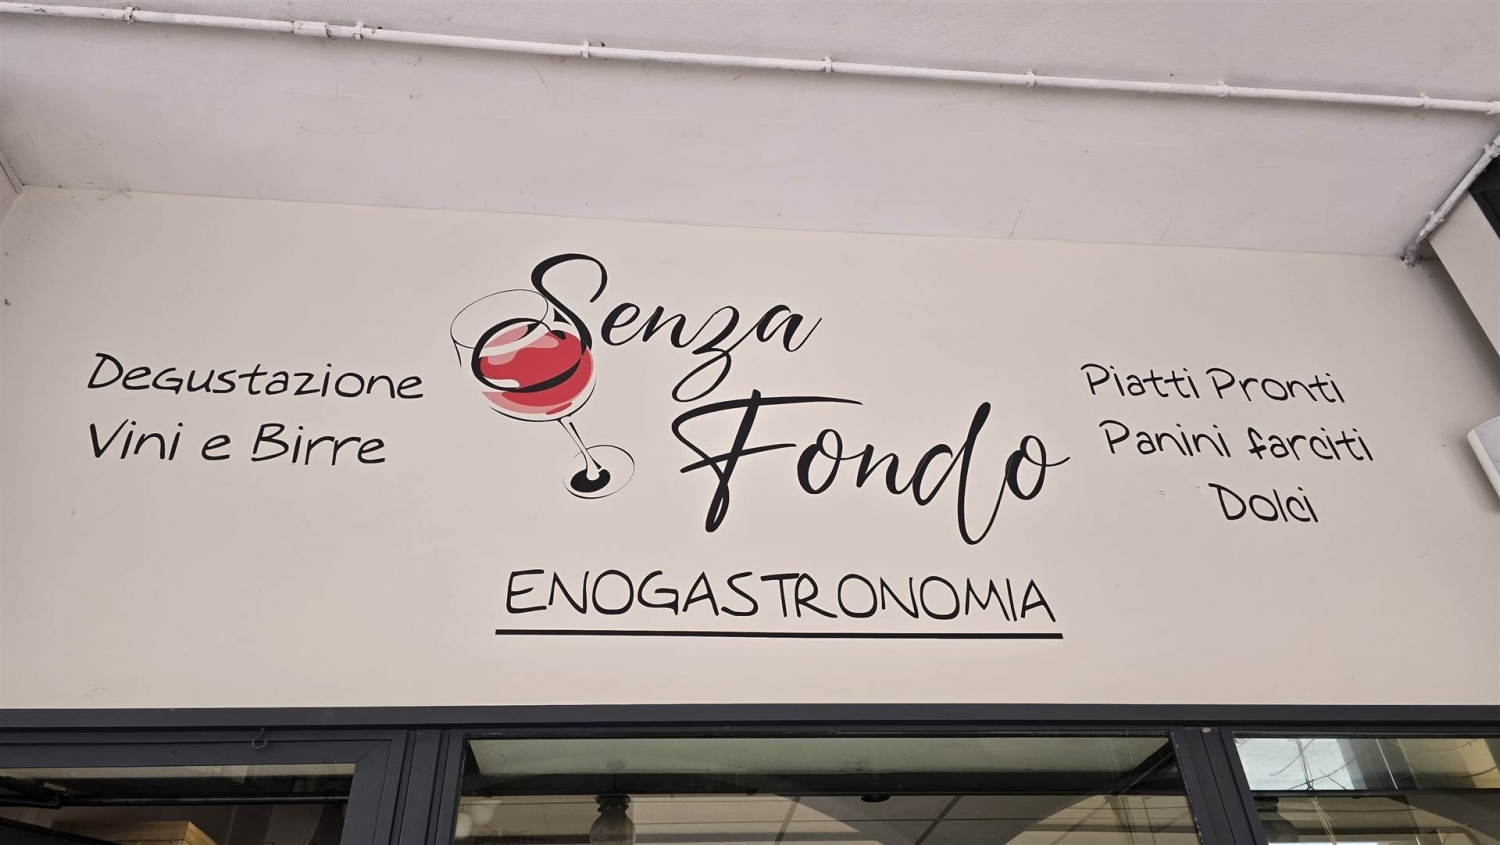 Senza
Fondo
ENOGASTRONOMIA
Degustazione
Vini e Birre
Piatti Pronti
Panini farciti
Dolci